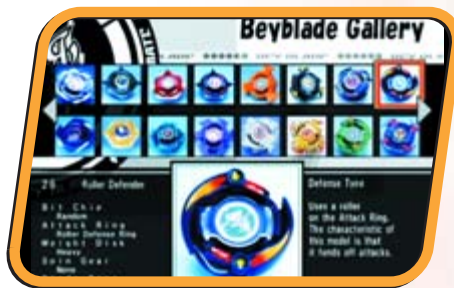 Beyblade Gallery
26 Roller Defender
Defense Type
Bit Chip
Random
Attack Ring
Roller Defense Ring
Weight Disk
Heavy
Spin Gear
None
Uses a roller
on the Attack Ring.
The characteristic of
this model is that
it fends off attacks.